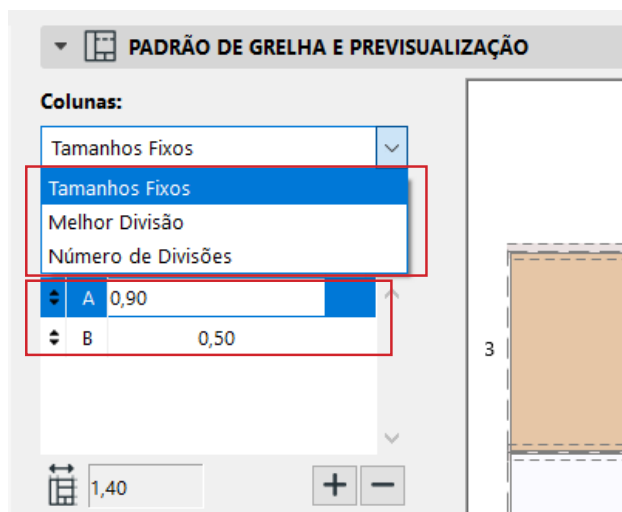 PADRÃO DE GRELHA E PREVISUALIZAÇÃO
Colunas:
Tamanhos Fixos
Tamanhos Fixos
Melhor Divisão
Número de Divisões
A 0,90
B 0,50
3
1,40